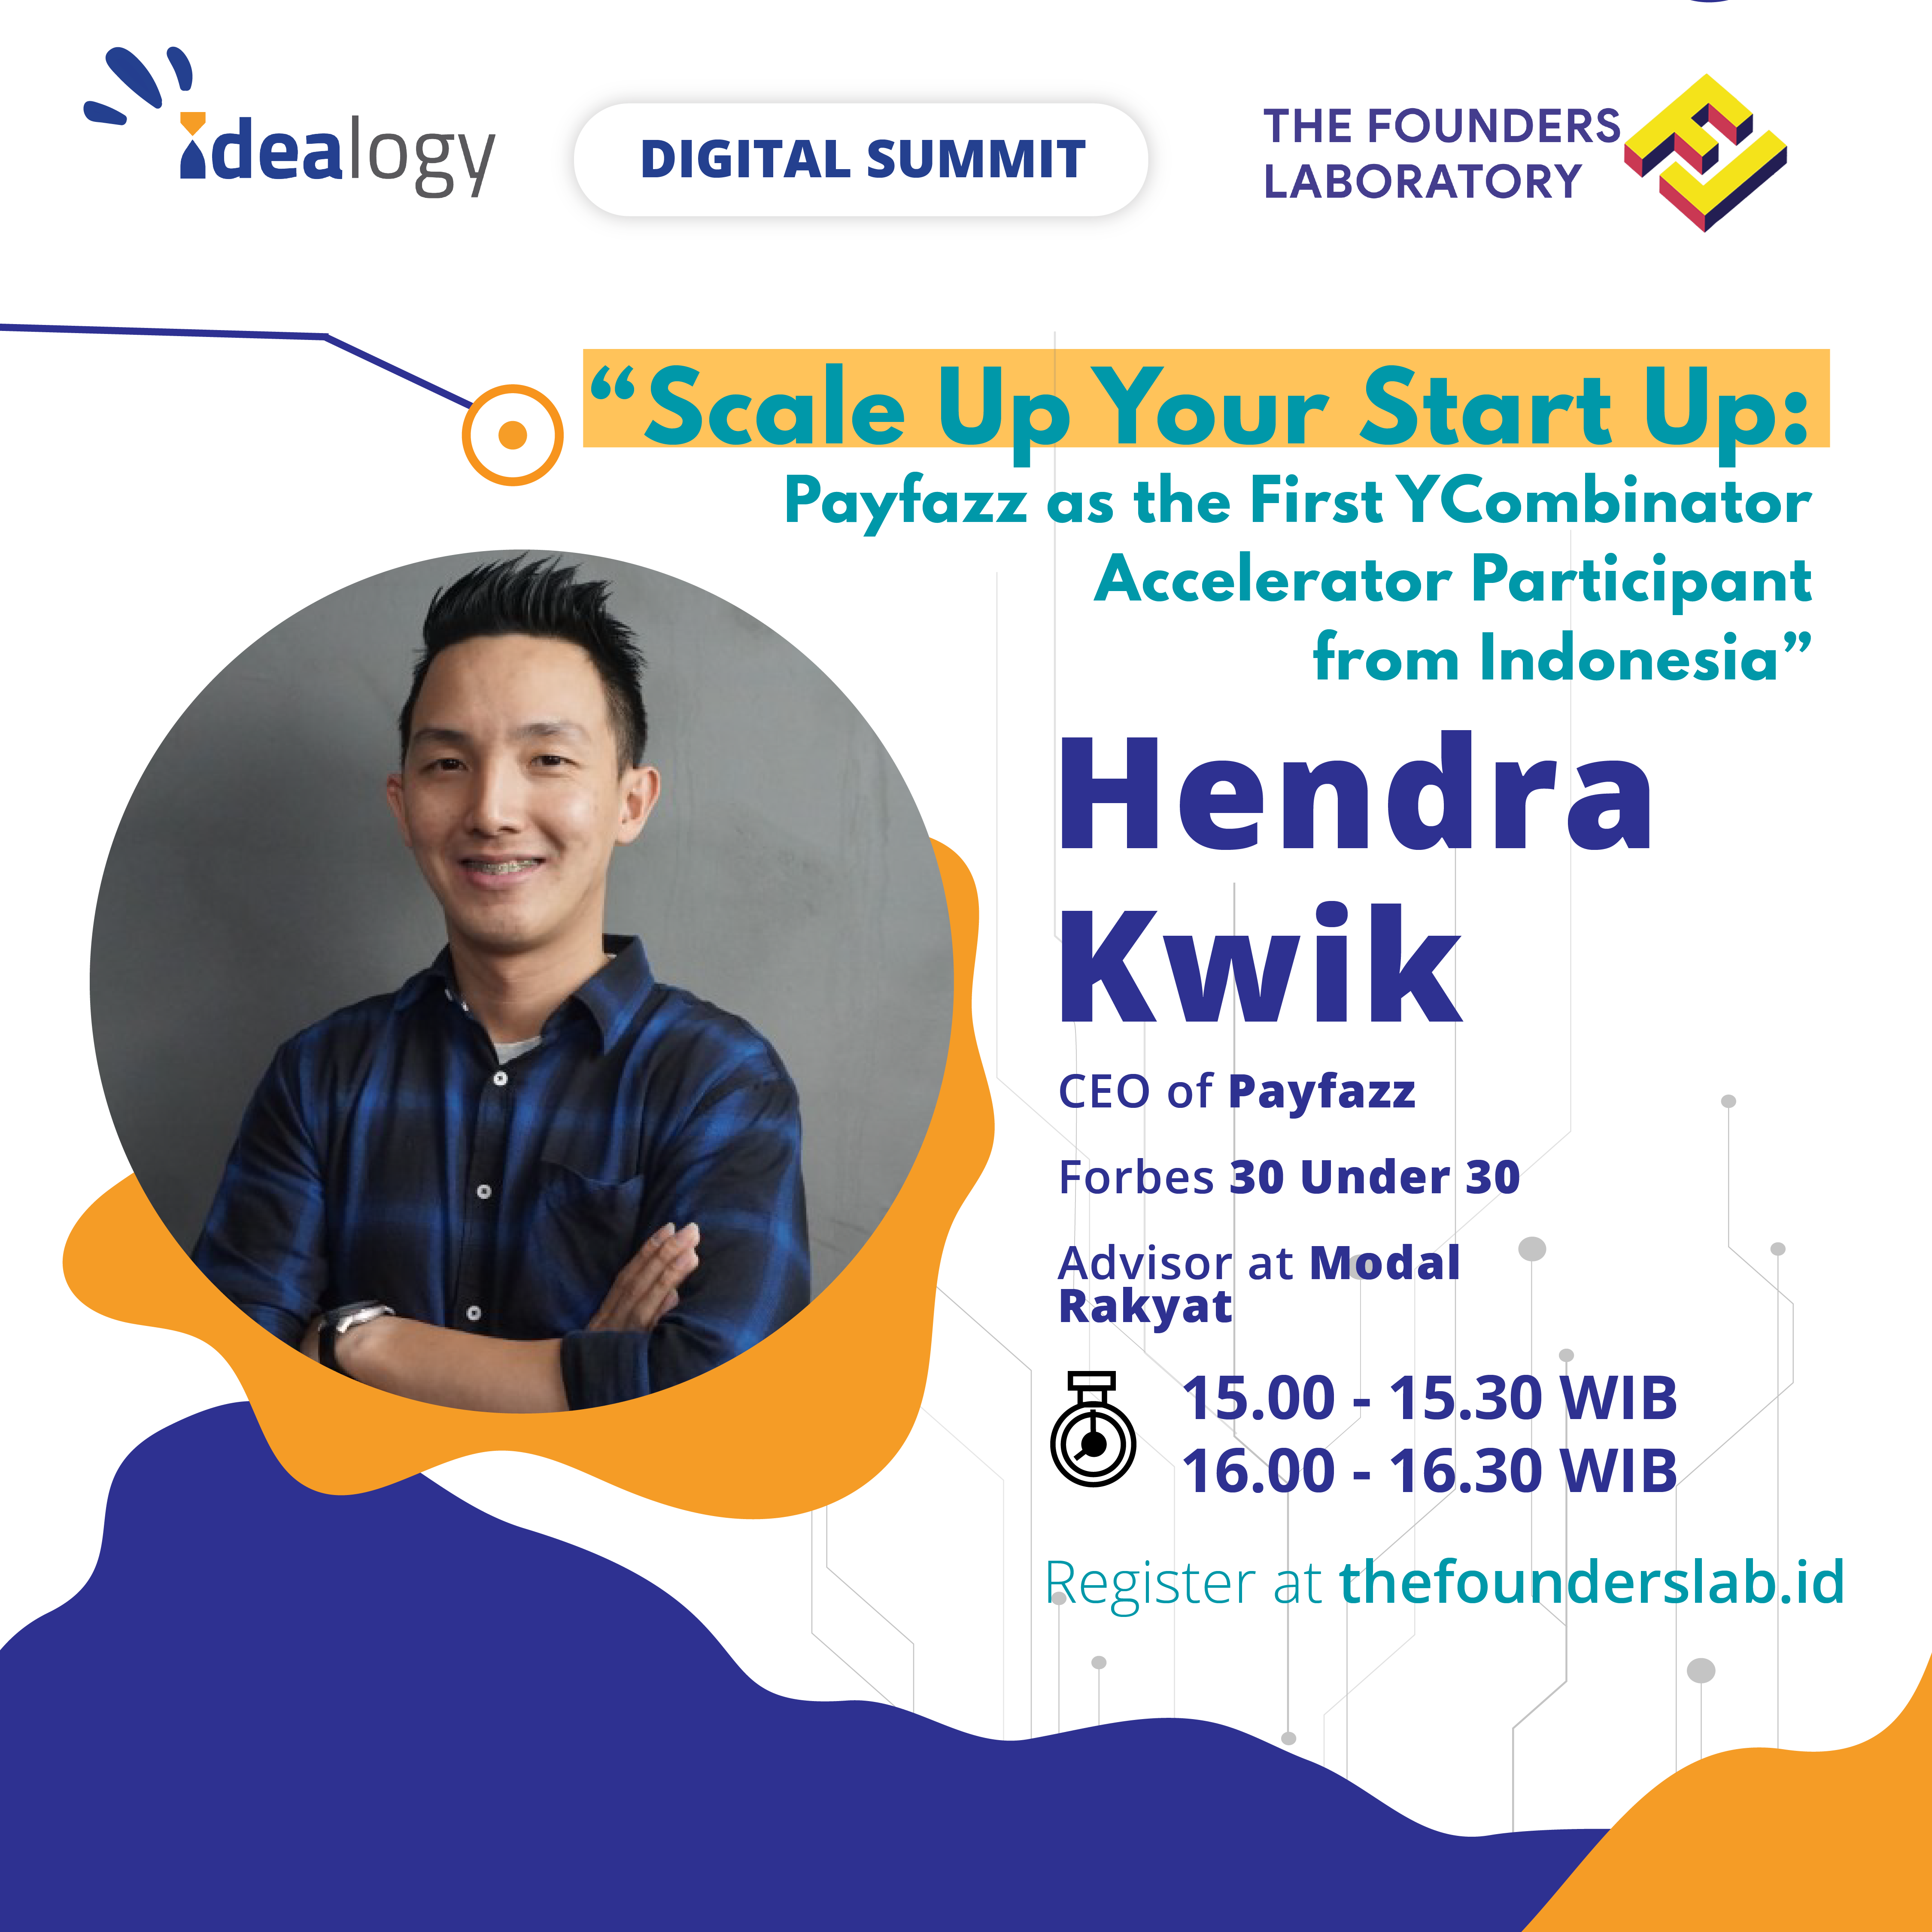 idealogy
DIGITAL SUMMIT
THE FOUNDERS
LABORATORY
“Scale Up Your Start Up:
Payfazz as the First YCombinator
Accelerator Participant
from Indonesia”
Hendra
Kwik
CEO of Payfazz
Forbes 30 Under 30
Advisor at Modal
Rakyat
15.00 - 15.30 WIB
16.00 - 16.30 WIB
Register at thefounderslab.id